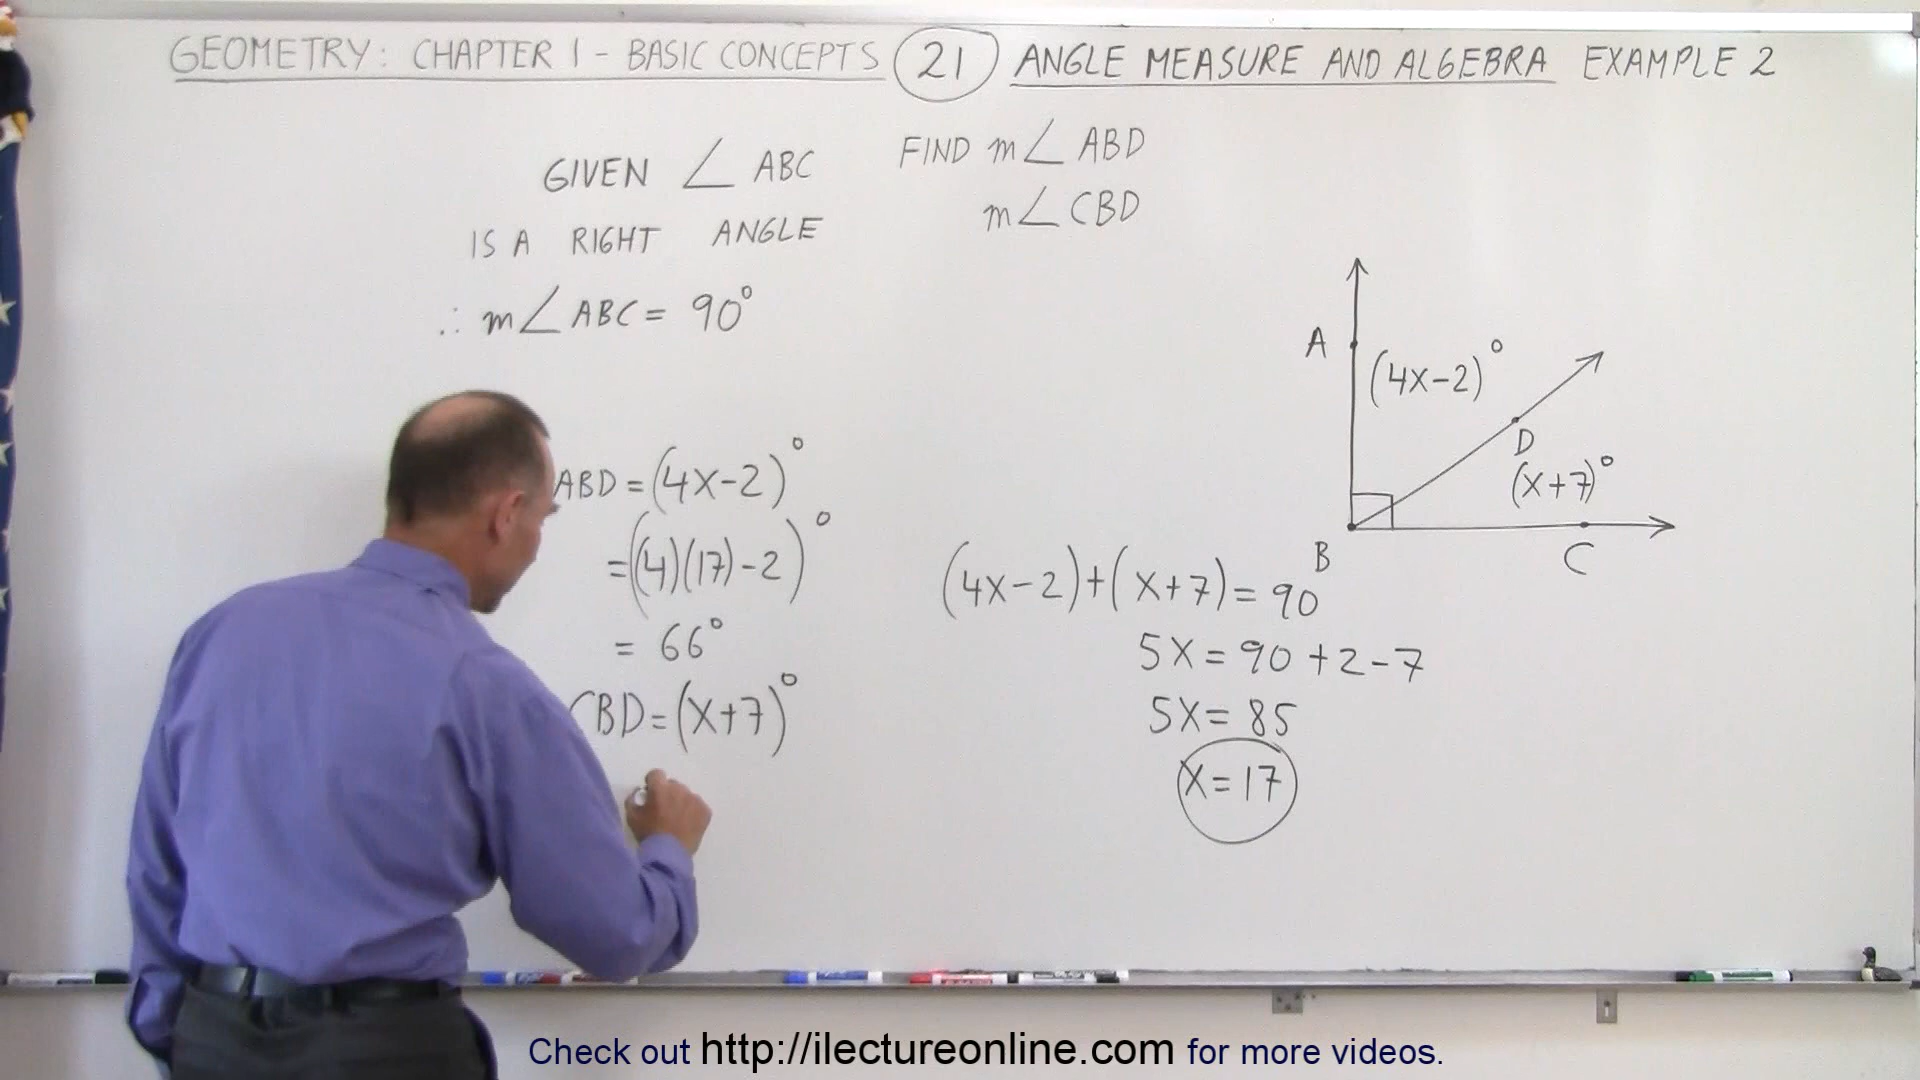 GEOMETRY: CHAPTER 1 - BASIC CONCEPTS 21 ANGLE MEASURE AND ALGEBRA EXAMPLE 2
GIVEN ∠ ABC
IS A RIGHT ANGLE
∴ m∠ ABC = 90°
FIND m∠ ABD
m∠ CBD
A
(4X-2)°
D
(X+7)°
B
C
ABD = (4X-2)°
= ((4)(17)-2)°
= 66°
CBD = (X+7)°
(4X-2)+(X+7) = 90
5X = 90+2-7
5X = 85
X = 17
Check out http://ilectureonline.com for more videos.